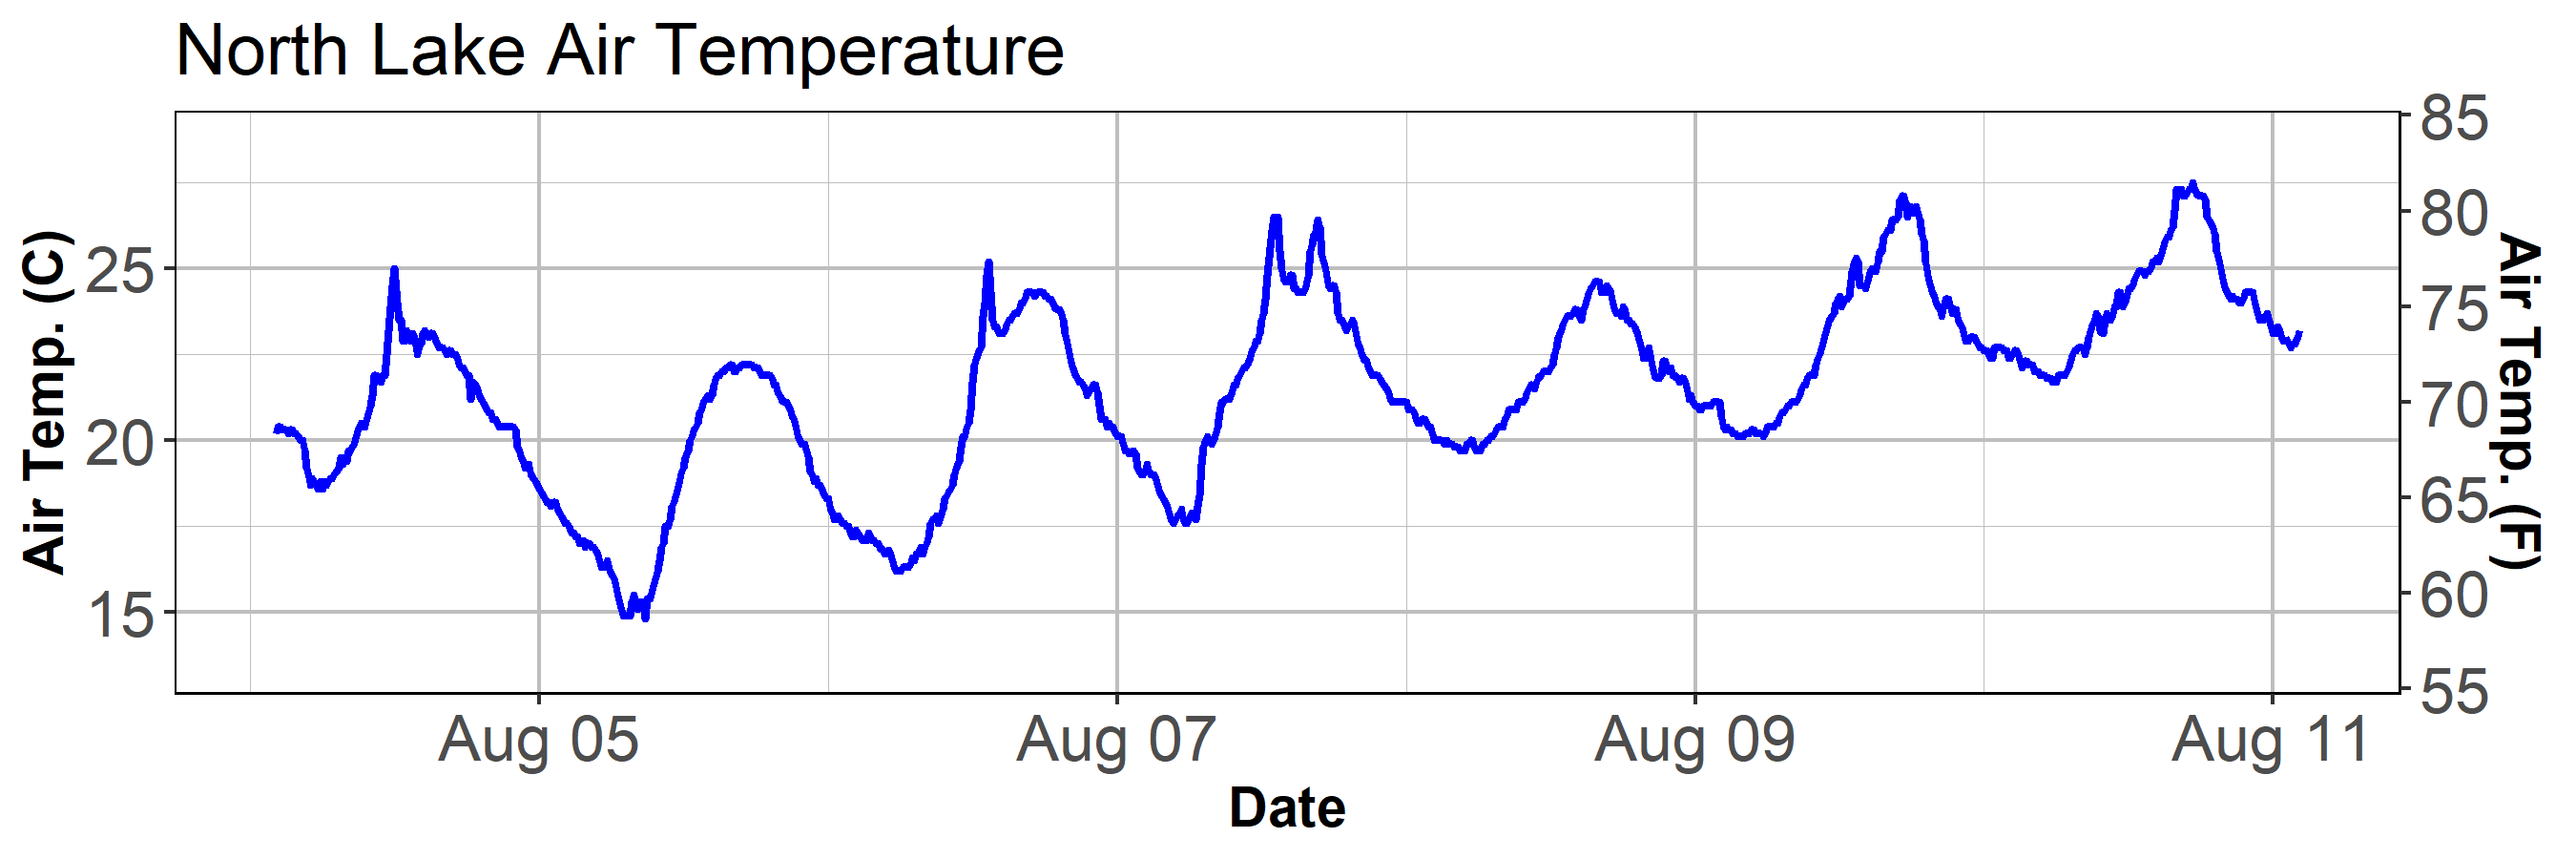 North Lake Air Temperature
Air Temp. (C)
25
20
15
85
80
75
70
65
60
55
Air Temp. (F)
Aug 05
Aug 07
Aug 09
Aug 11
Date